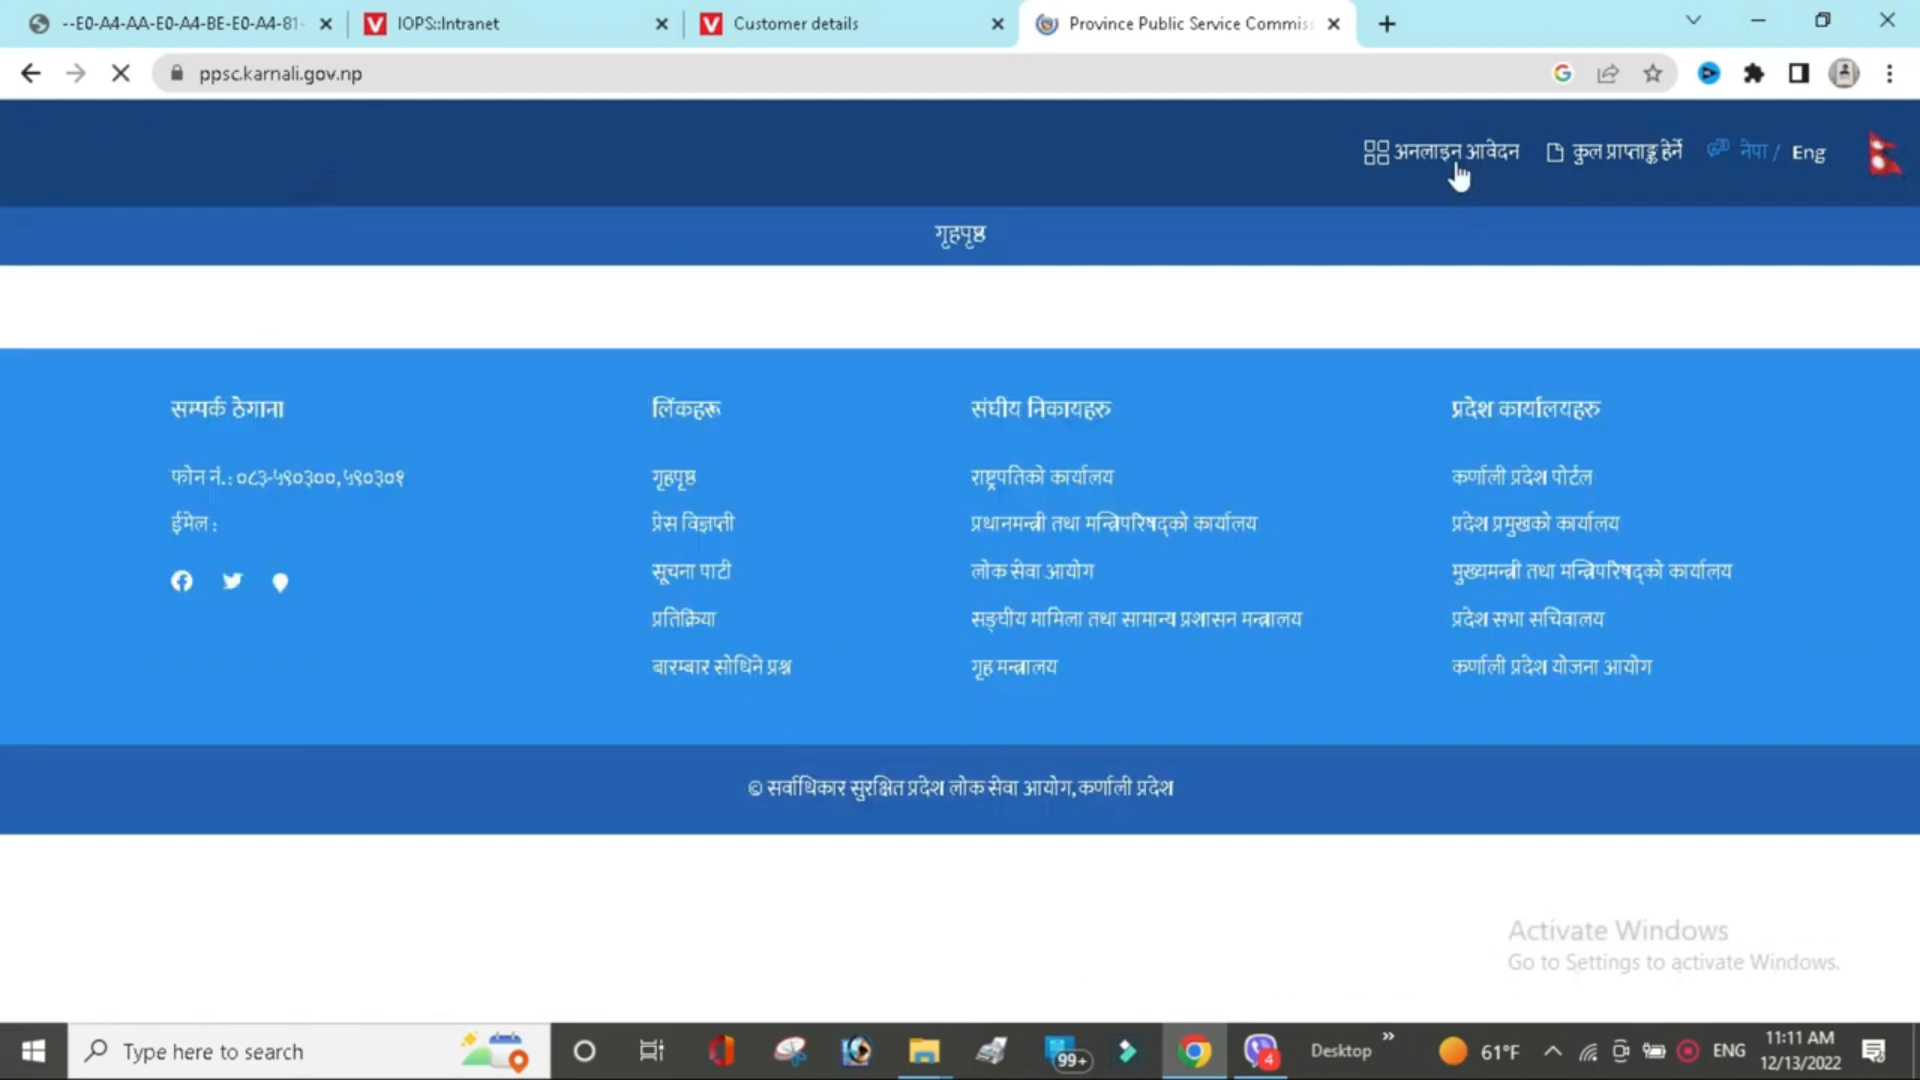 --E0-A4-AA-E0-A4-BE-E0-A4-81-
IOPS::Intranet
Customer details
Province Public Service Commiss
ppsc.karnali.gov.np
अनलाइन आवेदन
कुल प्राप्ताङ्क हेर्ने
नेपा / Eng
गृहपृष्ठ
सम्पर्क ठेगाना
फोन नं.: ०८३-५९०३००, ५९०३०१
ईमेल :
लिंकहरू
गृहपृष्ठ
प्रेस विज्ञप्ती
सूचना पाटी
प्रतिक्रिया
बारम्बार सोधिने प्रश्न
संघीय निकायहरु
राष्ट्रपतिको कार्यालय
प्रधानमन्त्री तथा मन्त्रिपरिषद्को कार्यालय
लोक सेवा आयोग
सङ्घीय मामिला तथा सामान्य प्रशासन मन्त्रालय
गृह मन्त्रालय
प्रदेश कार्यालयहरु
कर्णाली प्रदेश पोर्टल
प्रदेश प्रमुखको कार्यालय
मुख्यमन्त्री तथा मन्त्रिपरिषद्को कार्यालय
प्रदेश सभा सचिवालय
कर्णाली प्रदेश योजना आयोग
© सर्वाधिकार सुरक्षित प्रदेश लोक सेवा आयोग, कर्णाली प्रदेश
Activate Windows
Go to Settings to activate Windows.
Type here to search
99+
4
Desktop
61°F
ENG
11:11 AM
12/13/2022